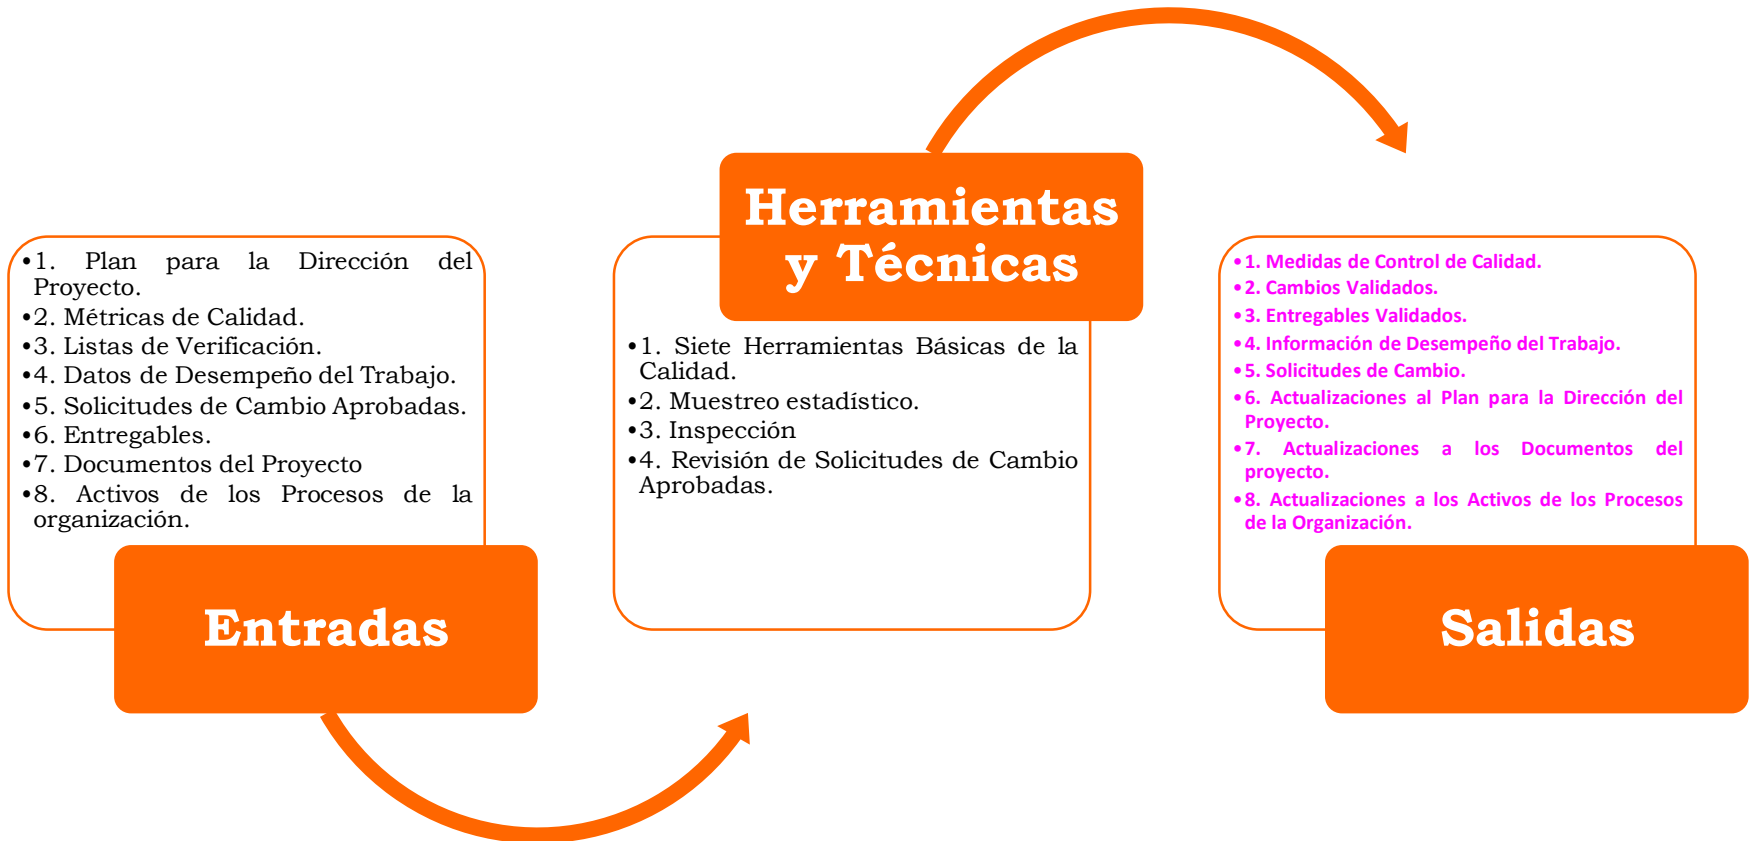 •1. Plan para la Dirección del
Proyecto.
•2. Métricas de Calidad.
•3. Listas de Verificación.
•4. Datos de Desempeño del Trabajo.
•5. Solicitudes de Cambio Aprobadas.
•6. Entregables.
•7. Documentos del Proyecto
•8. Activos de los Procesos de la
organización.
Entradas
Herramientas
y Técnicas
•1. Siete Herramientas Básicas de la
Calidad.
•2. Muestreo estadístico.
•3. Inspección
•4. Revisión de Solicitudes de Cambio
Aprobadas.
•1. Medidas de Control de Calidad.
•2. Cambios Validados.
•3. Entregables Validados.
•4. Información de Desempeño del Trabajo.
•5. Solicitudes de Cambio.
•6. Actualizaciones al Plan para la Dirección del
Proyecto.
•7. Actualizaciones a los Documentos del
proyecto.
•8. Actualizaciones a los Activos de los Procesos
de la Organización.
Salidas